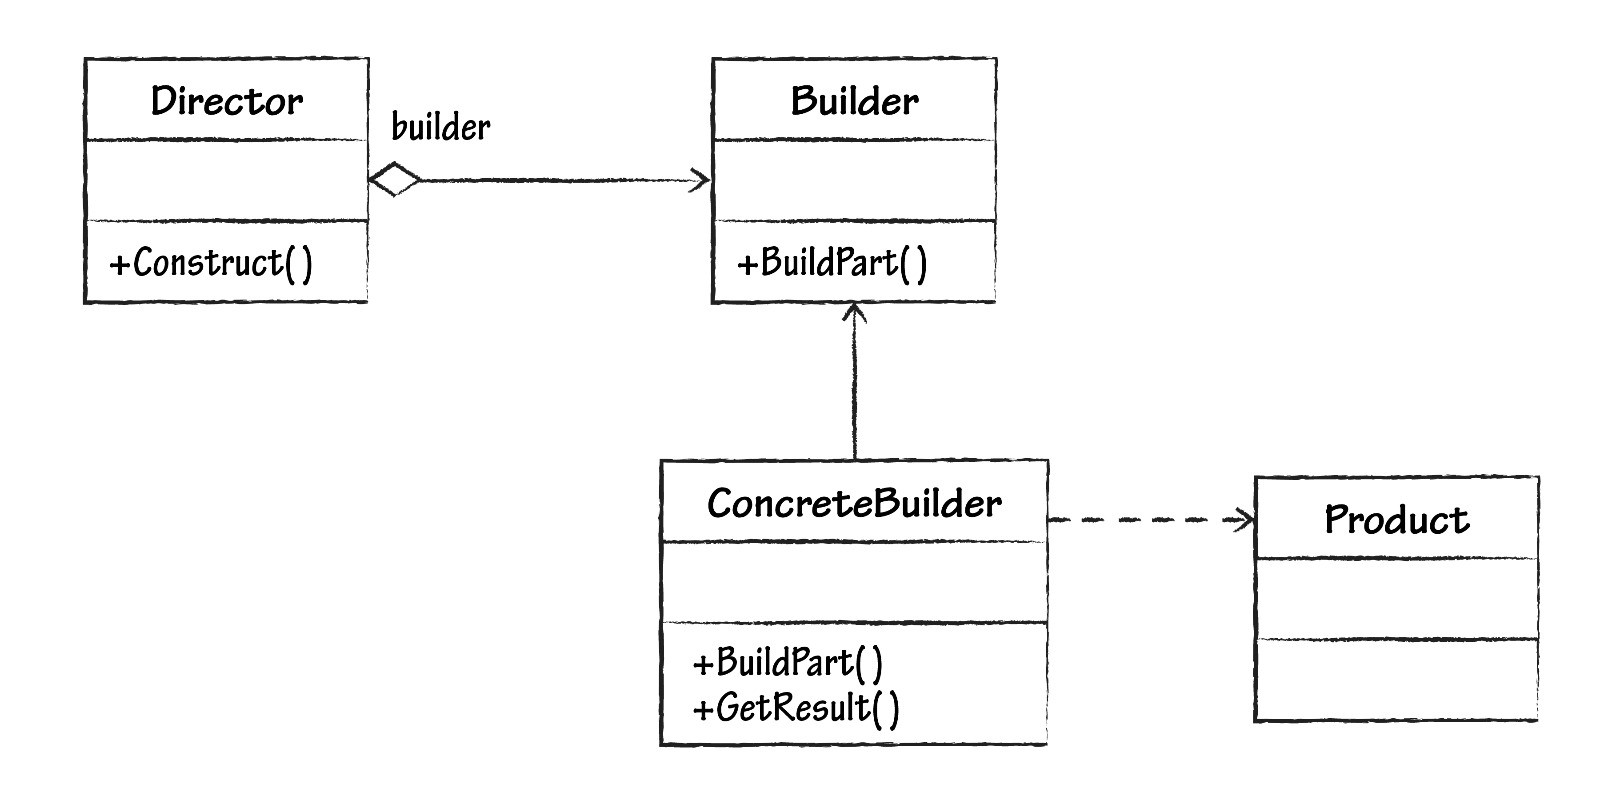 Director
builder
+Construct()
Builder
+BuildPart()
ConcreteBuilder
+BuildPart()
+GetResult()
Product